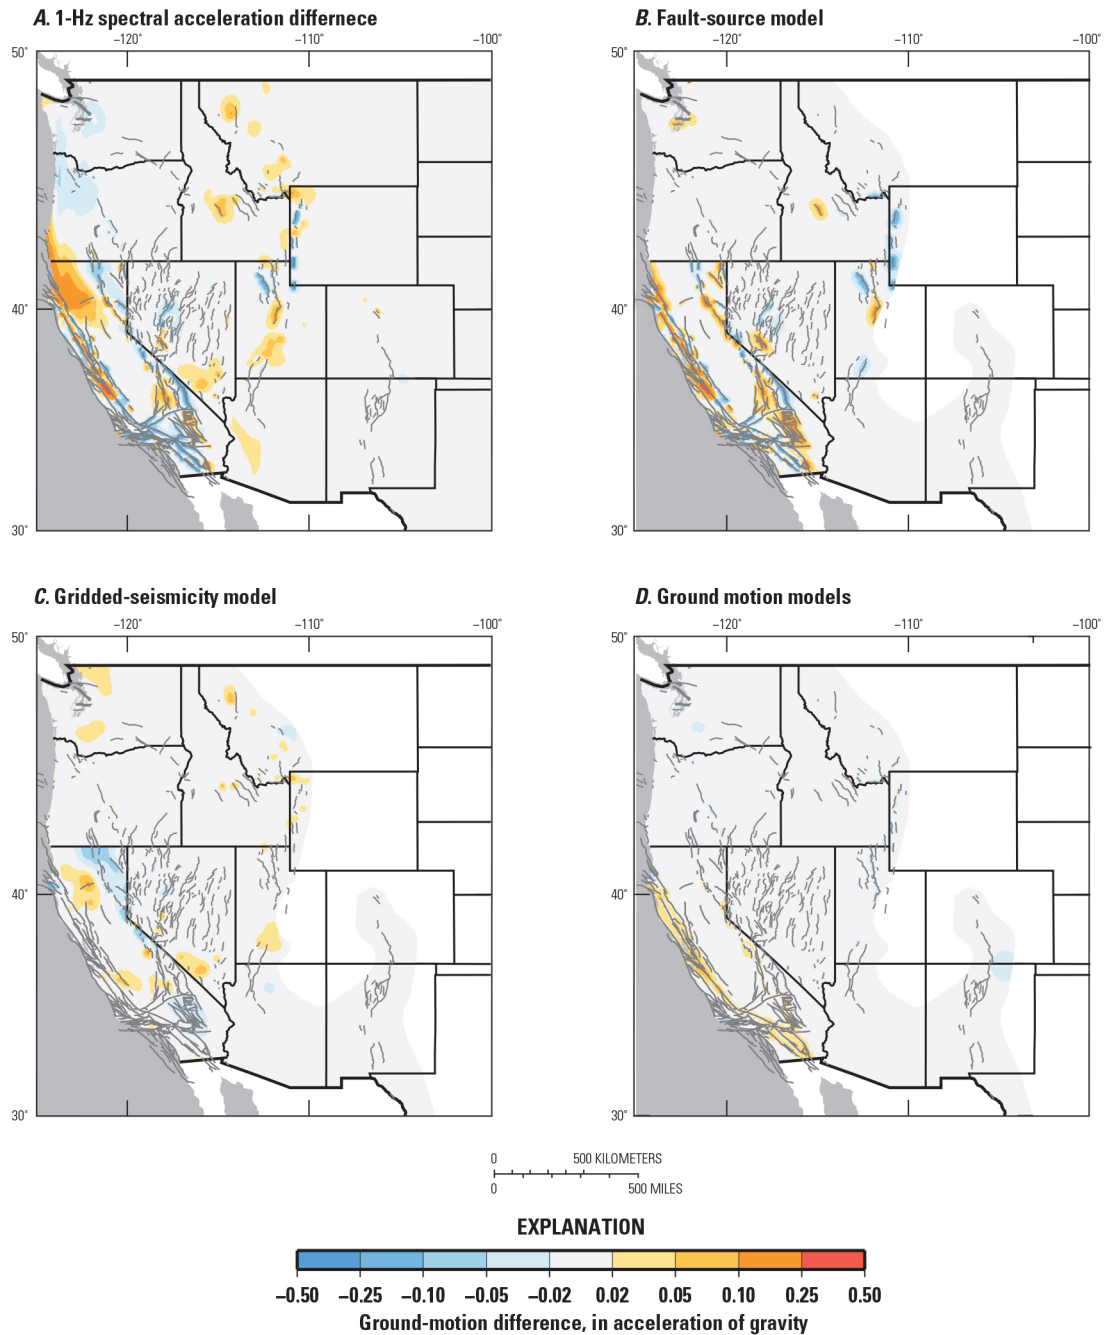 A. 1-Hz spectral acceleration differnece
B. Fault-source model
−120˚ −110˚ −100˚
−120˚ −110˚ −100˚
50˚
50˚
40˚
40˚
30˚
30˚
C. Gridded-seismicity model
D. Ground motion models
−120˚ −110˚ −100˚
−120˚ −110˚ −100˚
50˚
50˚
40˚
40˚
30˚
30˚
0 500 KILOMETERS
0 500 MILES
EXPLANATION
−0.50 −0.25 −0.10 −0.05 −0.02 0.02 0.05 0.10 0.25 0.50
Ground-motion difference, in acceleration of gravity